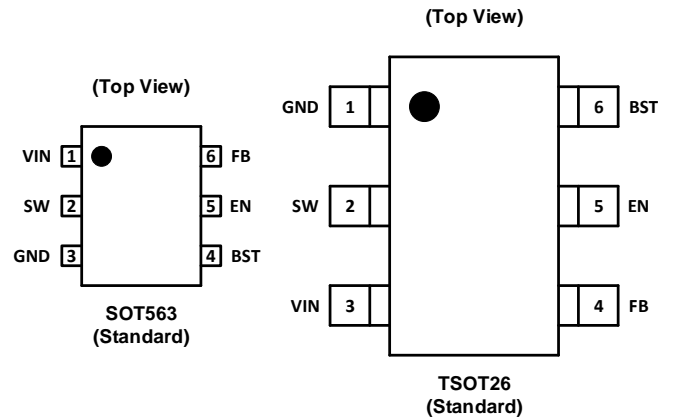 (Top View)
VIN 1 6 FB
SW 2 5 EN
GND 3 4 BST
SOT563
(Standard)
(Top View)
GND 1 6 BST
SW 2 5 EN
VIN 3 4 FB
TSOT26
(Standard)